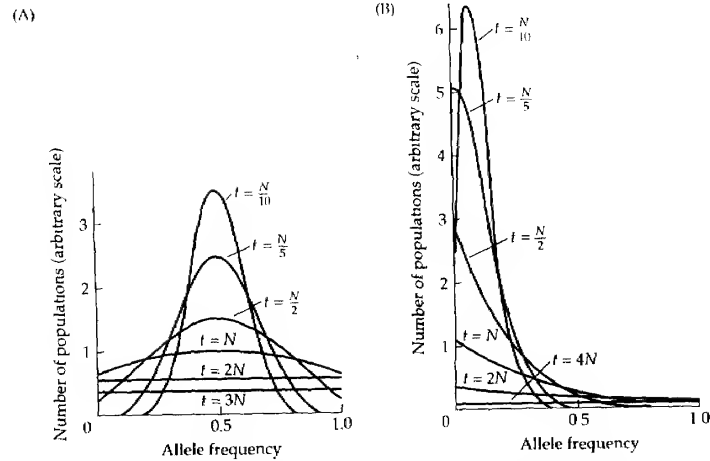 (A)
Number of populations (arbitrary scale)
3
2
1
0
0.5
1.0
Allele frequency
t = N/10
t = N/5
t = N/2
t = N
t = 2N
t = 3N
(B)
Number of populations (arbitrary scale)
6
5
4
3
2
1
0
0 5
1.0
Allele frequency
t = N/10
t = N/5
t = N/2
t = N
t = 4N
t = 2N